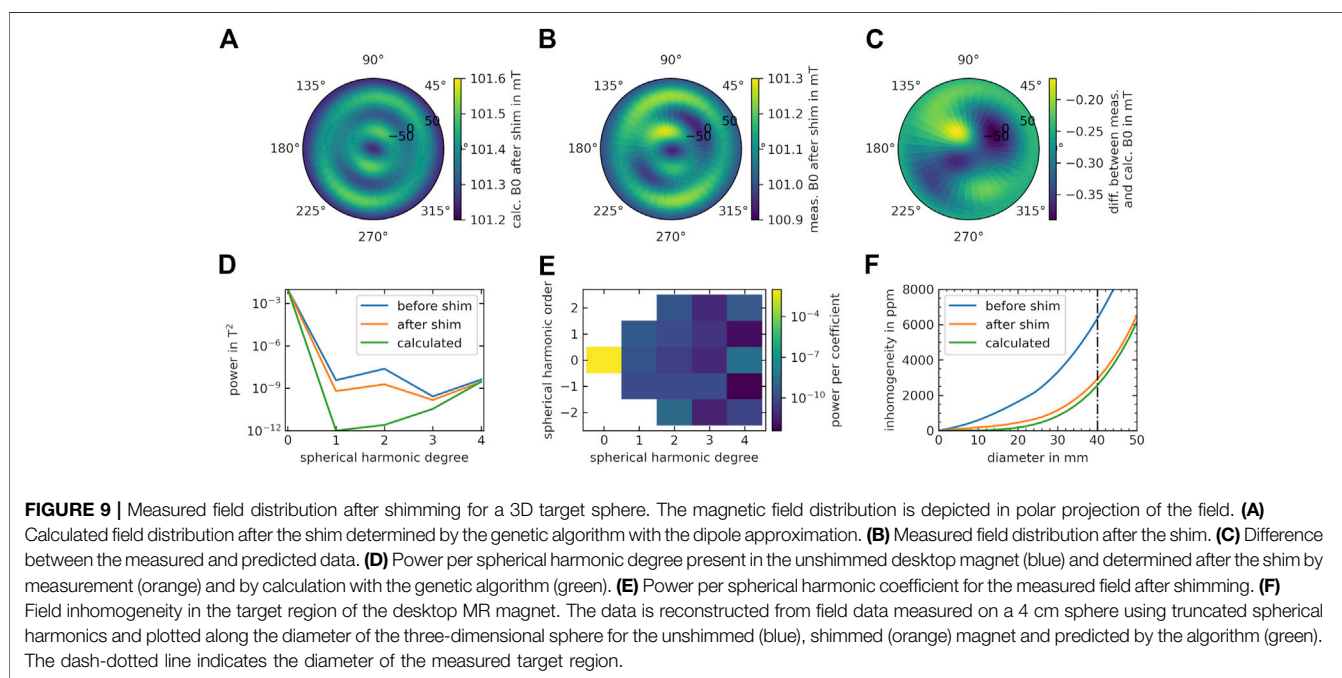 A
90°
135°
45°
180°
50
0
−50
°
225°
315°
270°
101.6
101.5
101.4
101.3
101.2
calc. B0 after shim in mT
B
90°
135°
45°
180°
50
0
−50
°
225°
315°
270°
101.3
101.2
101.1
101.0
100.9
meas. B0 after shim in mT
C
90°
135°
45°
180°
50
0
−50
°
225°
315°
270°
−0.20
−0.25
−0.30
−0.35
diff. between meas.
and calc. B0 in mT
D
power in T⁻²
10⁻³
10⁻⁶
10⁻⁹
10⁻¹²
before shim
after shim
calculated
0 1 2 3 4
spherical harmonic degree
E
spherical harmonic order
2
1
0
−1
−2
0 1 2 3 4
spherical harmonic degree
10⁻⁴
10⁻⁷
10⁻¹⁰
power per coefficient
F
inhomogeneity in ppm
8000
6000
4000
2000
0
before shim
after shim
calculated
0 10 20 30 40 50
diameter in mm
FIGURE 9 | Measured field distribution after shimming for a 3D target sphere. The magnetic field distribution is depicted in polar projection of the field. (A)
Calculated field distribution after the shim determined by the genetic algorithm with the dipole approximation. (B) Measured field distribution after the shim. (C) Difference
between the measured and predicted data. (D) Power per spherical harmonic degree present in the unshimmed desktop magnet (blue) and determined after the shim by
measurement (orange) and by calculation with the genetic algorithm (green). (E) Power per spherical harmonic coefficient for the measured field after shimming. (F)
Field inhomogeneity in the target region of the desktop MR magnet. The data is reconstructed from field data measured on a 4 cm sphere using truncated spherical
harmonics and plotted along the diameter of the three-dimensional sphere for the unshimmed (blue), shimmed (orange) magnet and predicted by the algorithm (green).
The dash-dotted line indicates the diameter of the measured target region.